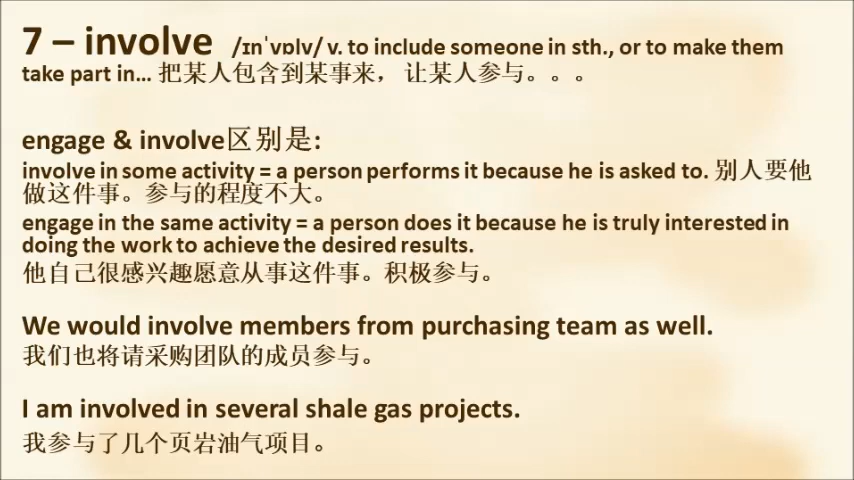 7 – involve /ɪnˈvɒlv/ v. to include someone in sth., or to make them
take part in... 把某人包含到某事来， 让某人参与。。。
engage & involve区别是:
involve in some activity = a person performs it because he is asked to. 别人要他
做这件事。参与的程度不大。
engage in the same activity = a person does it because he is truly interested in
doing the work to achieve the desired results.
他自己很感兴趣愿意从事这件事。积极参与。
We would involve members from purchasing team as well.
我们也将请采购团队的成员参与。
I am involved in several shale gas projects.
我参与了几个页岩油气项目。